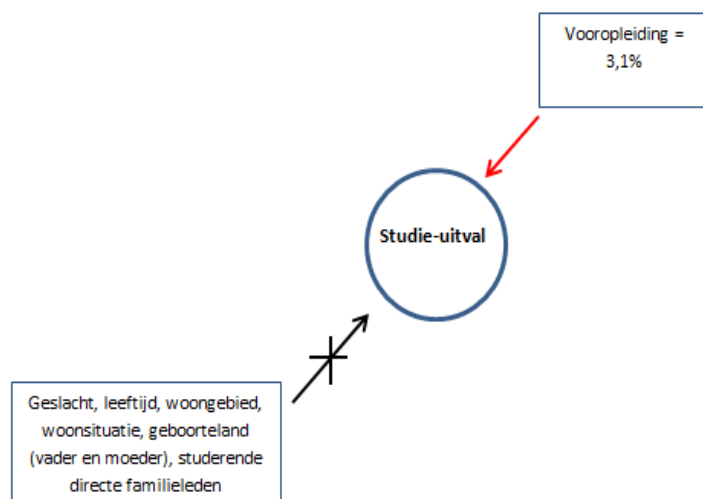 Vooropleiding =
3,1%
Studie-uitval
Geslacht, leeftijd, woongebied,
woonsituatie, geboorteland
(vader en moeder), studerende
directe familieleden